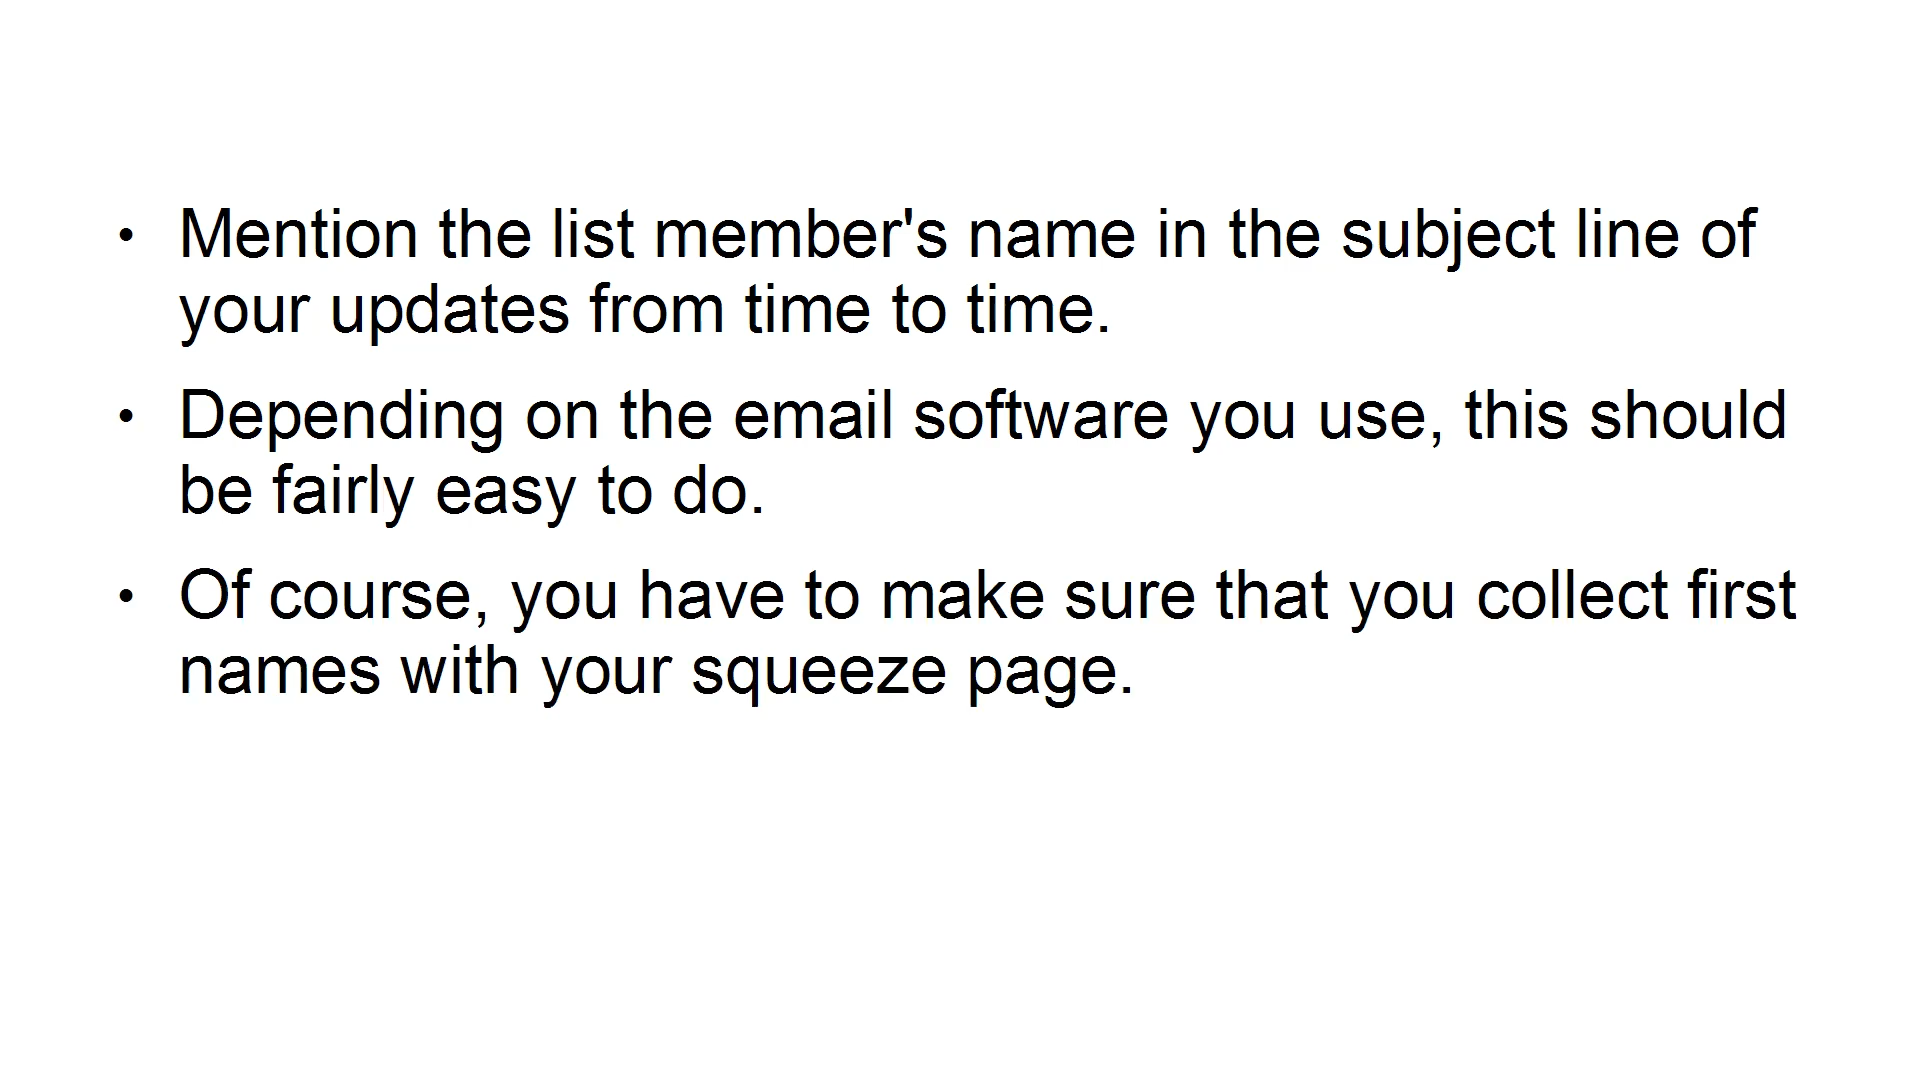 • Mention the list member's name in the subject line of
your updates from time to time.
• Depending on the email software you use, this should
be fairly easy to do.
• Of course, you have to make sure that you collect first
names with your squeeze page.